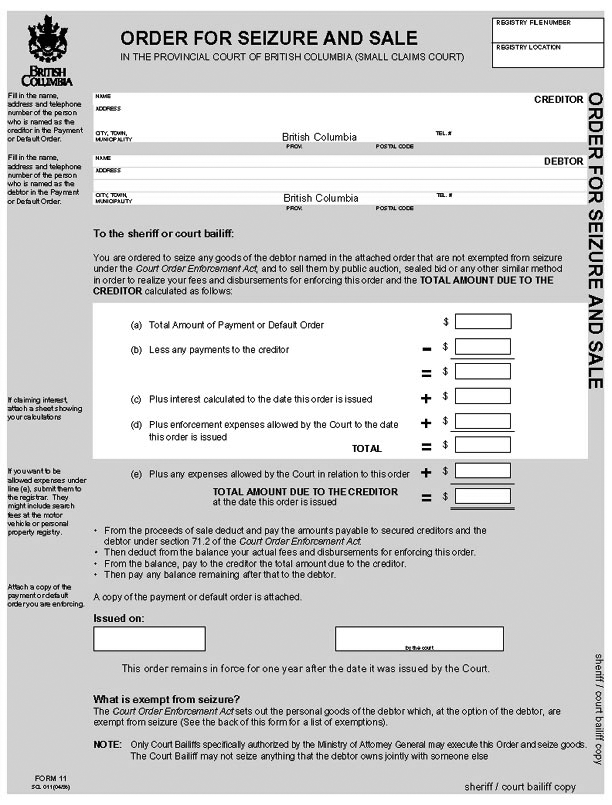 BRITISH
COLUMBIA
ORDER FOR SEIZURE AND SALE
IN THE PROVINCIAL COURT OF BRITISH COLUMBIA (SMALL CLAIMS COURT)
REGISTRY FILE NUMBER
REGISTRY LOCATION
Fill in the name,
address and telephone
number of the person
who is named as the
creditor in the Payment
or Default Order.
NAME
CREDITOR
ADDRESS
CITY, TOWN,
MUNICIPALITY
British Columbia
TEL. #
PROV.
POSTAL CODE
Fill in the name,
address and telephone
number of the person
who is named as the
debtor in the Payment
or Default Order.
NAME
DEBTOR
ADDRESS
CITY, TOWN,
MUNICIPALITY
British Columbia
TEL. #
PROV.
POSTAL CODE
ORDER FOR SEIZURE AND SALE
To the sheriff or court bailiff:
You are ordered to seize any goods of the debtor named in the attached order that are not exempted from seizure
under the Court Order Enforcement Act, and to sell them by public auction, sealed bid or any other similar method
in order to realize your fees and disbursements for enforcing this order and the TOTAL AMOUNT DUE TO THE
CREDITOR calculated as follows:
(a) Total Amount of Payment or Default Order $
(b) Less any payments to the creditor - $
= $
If claiming interest,
attach a sheet showing
your calculations
(c) Plus interest calculated to the date this order is issued + $
(d) Plus enforcement expenses allowed by the Court to the date + $
this order is issued
TOTAL = $
If you want to be
allowed expenses under
line (e), submit them to
the registrar. They
might include search
fees at the motor
vehicle or personal
property registry.
(e) Plus any expenses allowed by the Court in relation to this order + $
TOTAL AMOUNT DUE TO THE CREDITOR = $
at the date this order is issued
• From the proceeds of sale deduct and pay the amounts payable to secured creditors and the
debtor under section 71.2 of the Court Order Enforcement Act.
• Then deduct from the balance your actual fees and disbursements for enforcing this order.
• From the balance, pay to the creditor the total amount due to the creditor.
• Then pay any balance remaining after that to the debtor.
Attach a copy of the
payment or default
order you are enforcing.
A copy of the payment or default order is attached.
Issued on:
by the court
This order remains in force for one year after the date it was issued by the Court.
What is exempt from seizure?
The Court Order Enforcement Act sets out the personal goods of the debtor which, at the option of the debtor, are
exempt from seizure (See the back of this form for a list of exemptions).
NOTE: Only Court Bailiffs specifically authorized by the Ministry of Attorney General may execute this Order and seize goods.
The Court Bailiff may not seize anything that the debtor owns jointly with someone else
sheriff / court bailiff copy
FORM 11
SCL 011 (04/96)
sheriff / court bailiff copy